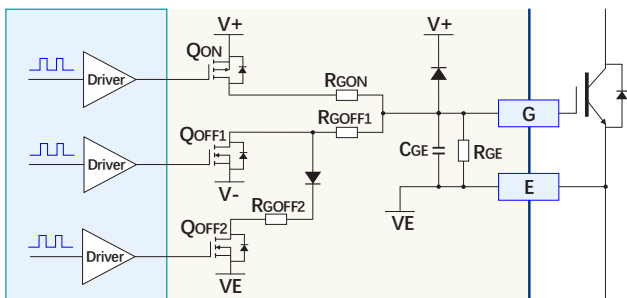 V+
V+
QON
Driver
RGON
RGOFF1
G
QOFF1
CGE
RGE
Driver
V-
E
RGOFF2
VE
QOFF2
Driver
VE